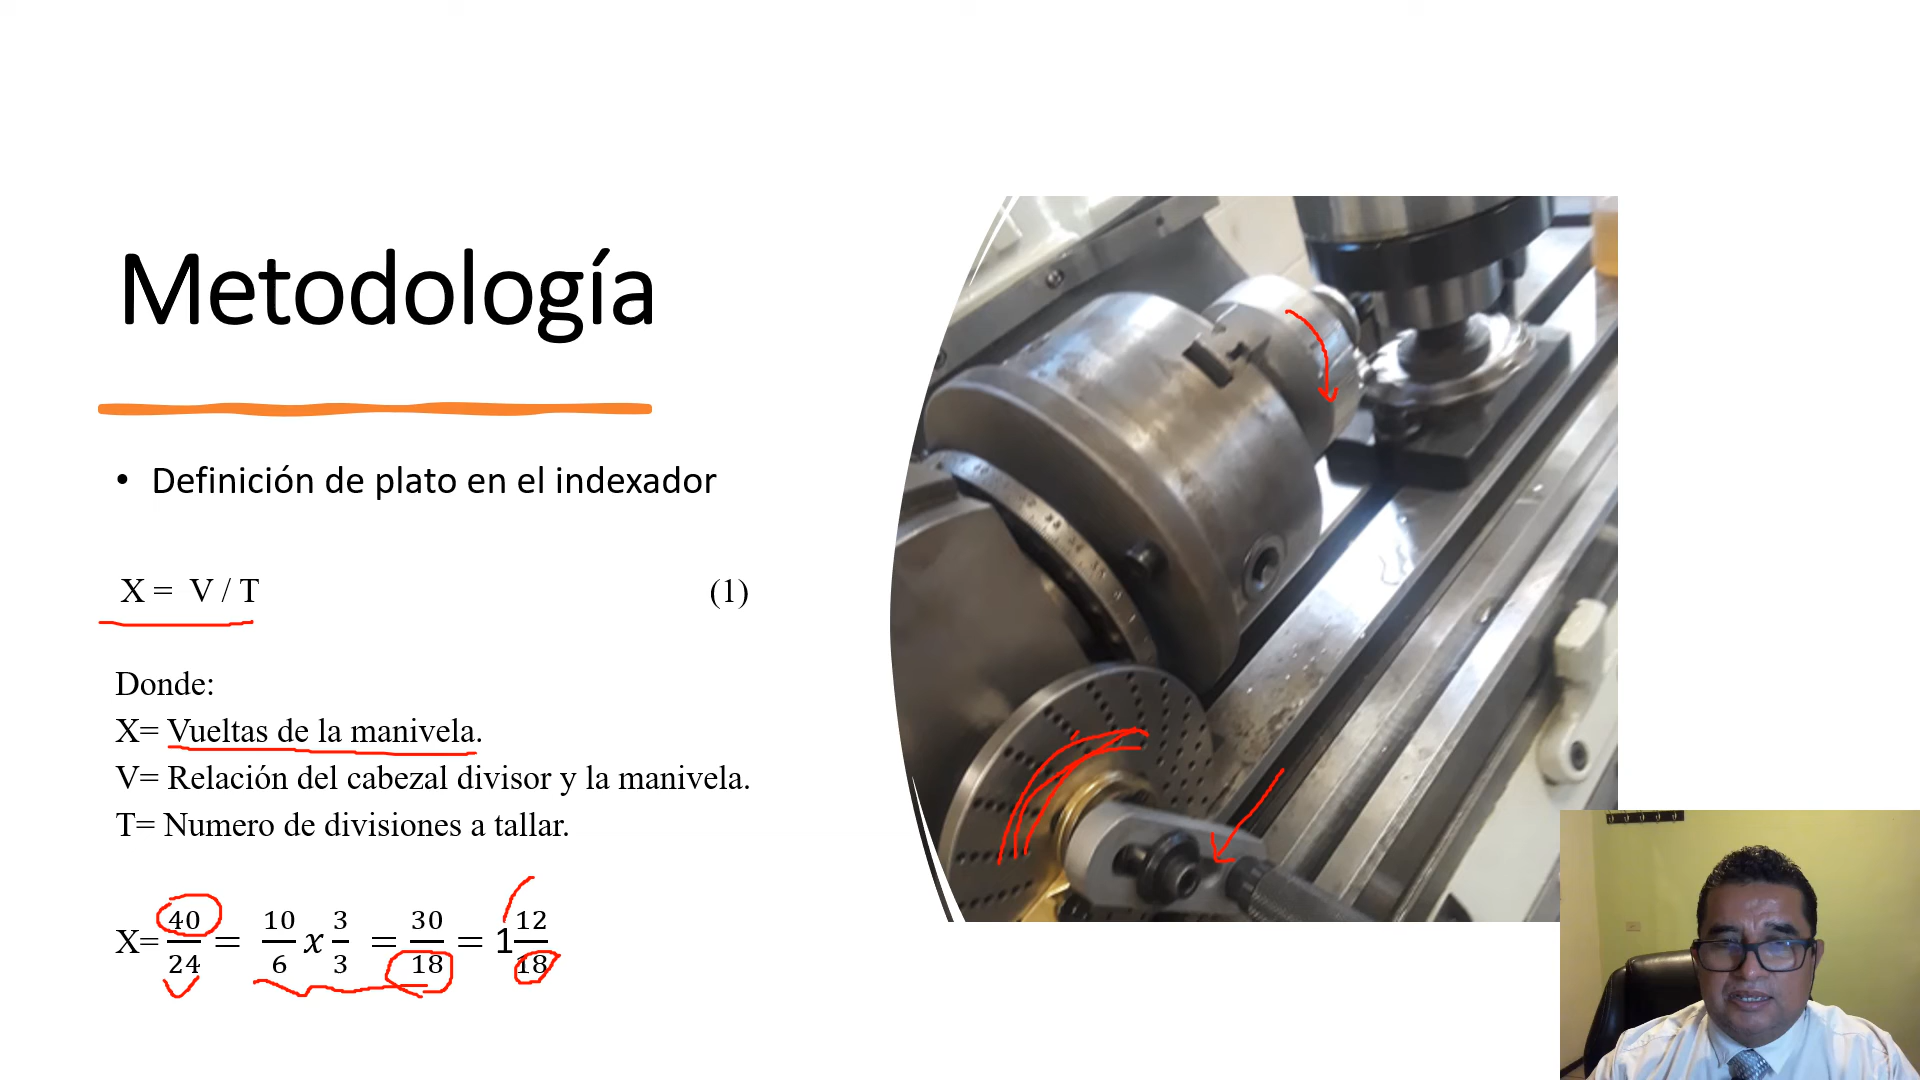 Metodología
• Definición de plato en el indexador
X = V / T (1)
Donde:
X= Vueltas de la manivela.
V= Relación del cabezal divisor y la manivela.
T= Numero de divisiones a tallar.
X= 40/24 = 10/6 x 3/3 = 30/18 = 1 12/18